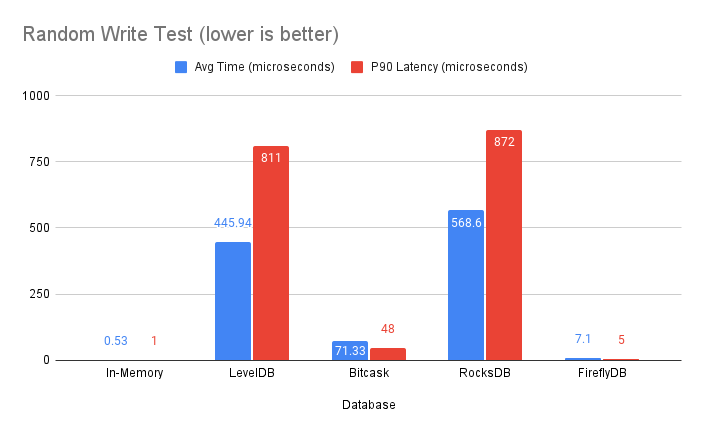 Random Write Test (lower is better)
Avg Time (microseconds) P90 Latency (microseconds)
1000
750
500
250
0
0.53 1
445.94 811
71.33 48
568.6 872
7.1 5
In-Memory LevelDB Bitcask RocksDB FireflyDB
Database